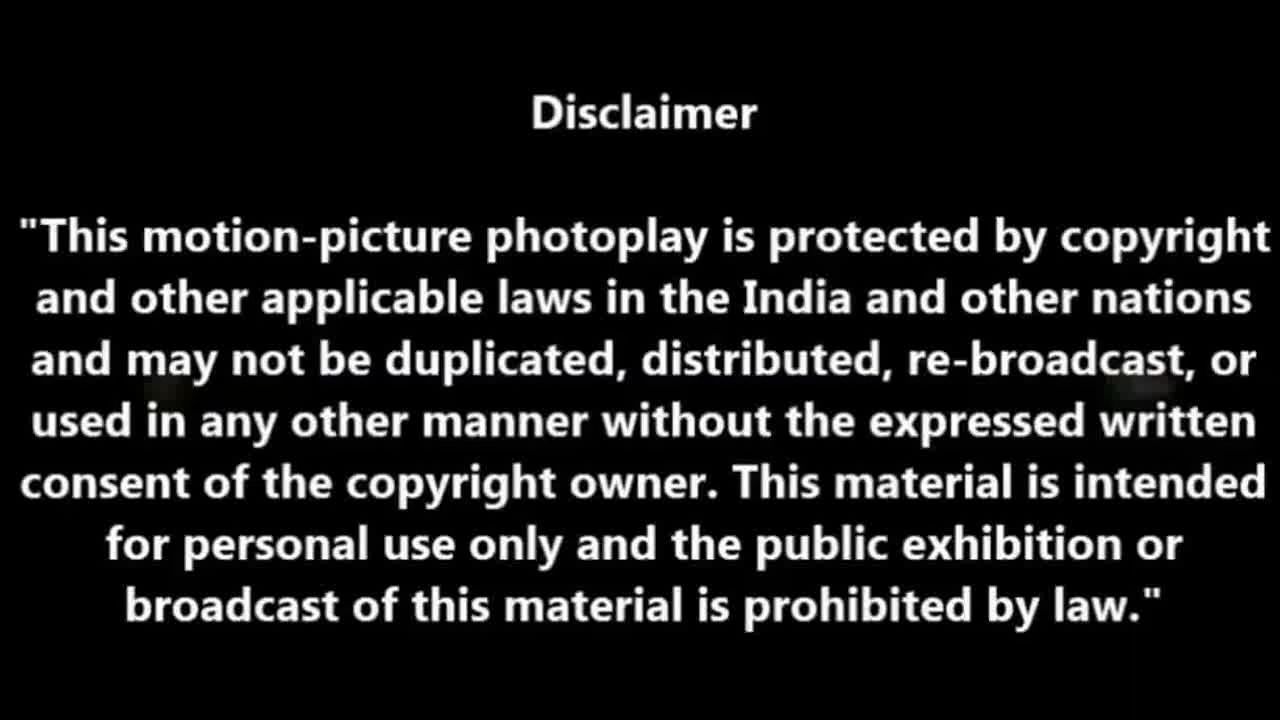 Disclaimer
"This motion-picture photoplay is protected by copyright
and other applicable laws in the India and other nations
and may not be duplicated, distributed, re-broadcast, or
used in any other manner without the expressed written
consent of the copyright owner. This material is intended
for personal use only and the public exhibition or
broadcast of this material is prohibited by law."